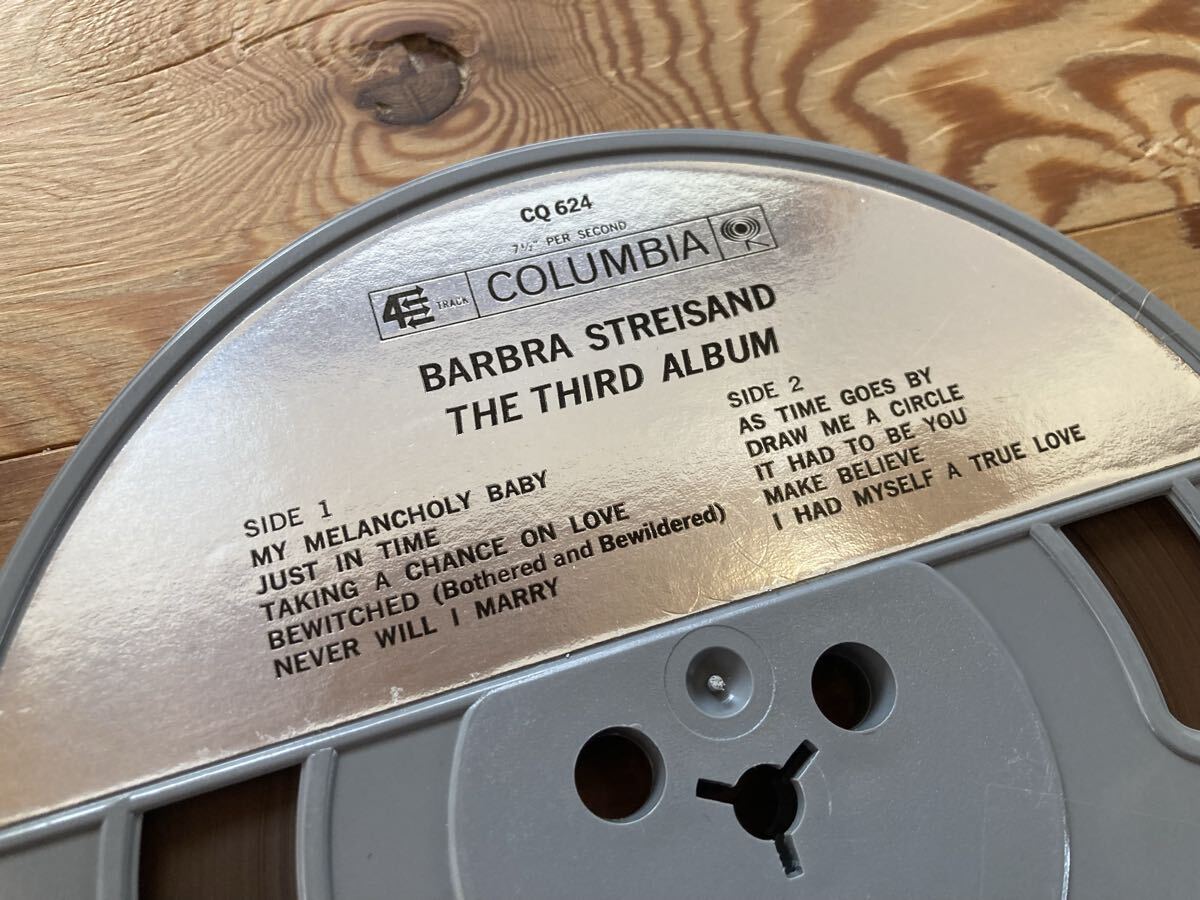 CQ 624
7½" PER SECOND
4 TRACK COLUMBIA
BARBRA STREISAND
THE THIRD ALBUM
SIDE 1
MY MELANCHOLY BABY
JUST IN TIME
TAKING A CHANCE ON LOVE
BEWITCHED (Bothered and Bewildered)
NEVER WILL I MARRY
SIDE 2
AS TIME GOES BY
DRAW ME A CIRCLE
IT HAD TO BE YOU
MAKE BELIEVE
I HAD MYSELF A TRUE LOVE